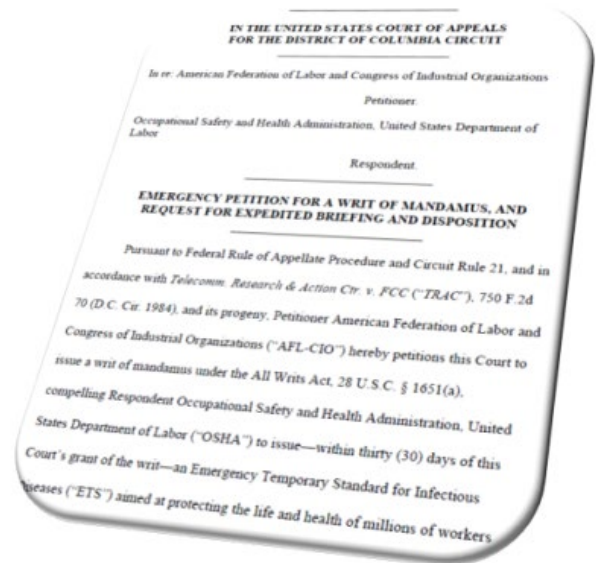 IN THE UNITED STATES COURT OF APPEALS
FOR THE DISTRICT OF COLUMBIA CIRCUIT
In re: American Federation of Labor and Congress of Industrial Organizations
Petitioner.
Occupational Safety and Health Administration, United States Department of
Labor
Respondent.
EMERGENCY PETITION FOR A WRIT OF MANDAMUS, AND
REQUEST FOR EXPEDITED BRIEFING AND DISPOSITION
Pursuant to Federal Rule of Appellate Procedure and Circuit Rule 21, and in
accordance with Telecomm. Research & Action Ctr. v. FCC ("TRAC"), 750 F.2d
70 (D.C. Cir. 1984), and its progeny, Petitioner American Federation of Labor and
Congress of Industrial Organizations ("AFL-CIO") hereby petitions this Court to
issue a writ of mandamus under the All Writs Act, 28 U.S.C. § 1651(a),
compelling Respondent Occupational Safety and Health Administration, United
States Department of Labor ("OSHA") to issue—within thirty (30) days of this
Court's grant of the writ—an Emergency Temporary Standard for Infectious
iseases ("ETS") aimed at protecting the life and health of millions of workers